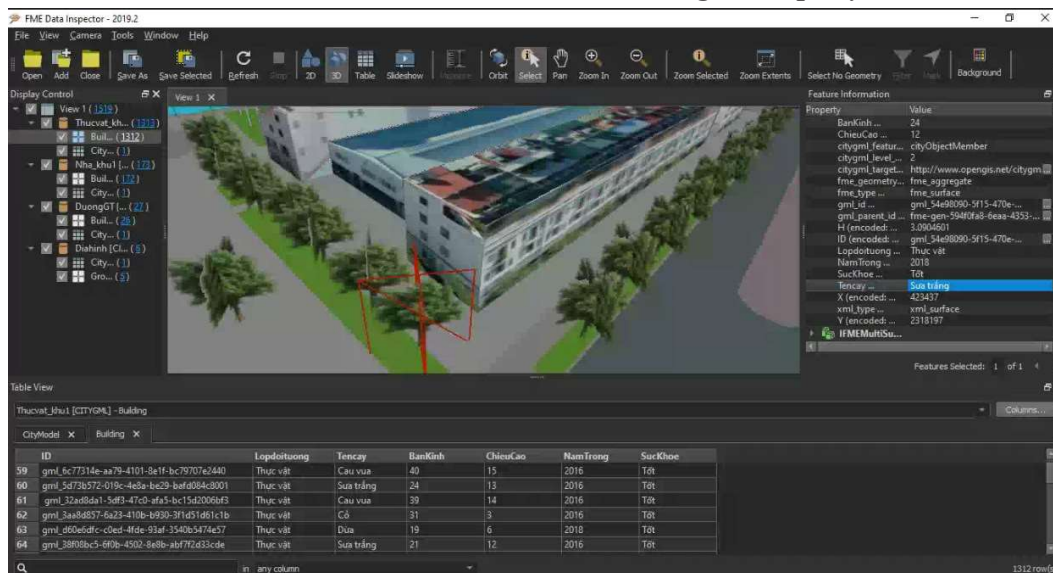 FME Data Inspector - 2019.2
File View Camera Tools Window Help
Open Add Close Save As Save Selected Refresh Stop 2D 3D Table Slideshow Measure Orbit Select Pan Zoom In Zoom Out Zoom Selected Zoom Extents Select No Geometry Filter Mark Background
Display Control
View 1
Feature Information
View 1 (1519)
Thucvat_kh... (1313)
Buil... (1312)
City... (1)
Nha_khu1 [... (173)
Buil... (172)
City... (1)
DuongGT [... (27)
Buil... (26)
City... (1)
Diahinh [Cl... (6)
City... (1)
Gro... (5)
Property Value
BanKinh ... 24
ChieuCao ... 12
citygml_featur... cityObjectMember
citygml_level_... 2
citygml_target... http://www.opengis.net/citygm
fme_geometry... fme_aggregate
fme_type ... fme_surface
gml_id ... gml_54e98090-5f15-470e-...
gml_parent_id ... fme-gen-594f0fa8-6eaa-4353-...
H (encoded: ... 3.0904601
ID (encoded: ... gml_54e98090-5f15-470e-...
Lopdoituong ... Thực vật
NamTrong ... 2018
SucKhoe ... Tốt
Tencay ... Sưa trắng
X (encoded: ... 423437
xml_type ... xml_surface
Y (encoded: ... 2318197
IFMEMultiSu...
Features Selected: 1 of 1
Table View
Thucvat_khu1 [CITYGML] - Building
Columns...
CityModel Building
ID Lopdoituong Tencay BanKinh ChieuCao NamTrong SucKhoe
59 gml_6c77314e-aa79-4101-8e1f-bc79707e2440 Thực vật Cau vua 40 15 2016 Tốt
60 gml_5d73b572-019c-4e8a-be29-bafd084c8001 Thực vật Sưa trắng 24 13 2016 Tốt
61 gml_32ad8da1-5df3-47c0-afa5-bc15d2006bf3 Thực vật Cau vua 39 14 2016 Tốt
62 gml_3aa8d857-6a23-410b-b930-3f1d51d61c1b Thực vật Cỏ 31 3 2016 Tốt
63 gml_d60e6dfc-c0ed-4fde-93af-3540b5474e57 Thực vật Dừa 19 6 2018 Tốt
64 gml_38f08bc5-6f0b-4502-8e8b-abf7f2d33cde Thực vật Sưa trắng 21 12 2016 Tốt
in any column
1312 row(s